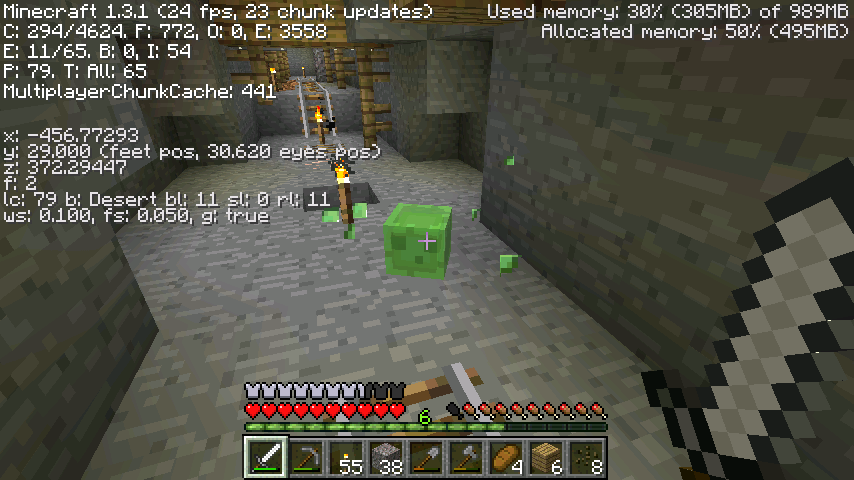 Minecraft 1.3.1 (24 fps, 23 chunk updates)
Used memory: 30% (305MB) of 989MB
C: 294/4624. F: 772, O: 0, E: 3558
Allocated memory: 50% (495MB)
E: 11/65. B: 0, I: 54
P: 79, T: All: 65
MultiplayerChunkCache: 441
x: -456.77293
y: 29.000 (feet pos, 30.620 eyes pos)
z: 372.29447
f: 2
lc: 79 b: Desert bl: 11 sl: 0 rl: 11
ws: 0.100, fs: 0.050, g: true
6
55 38 4 6 8